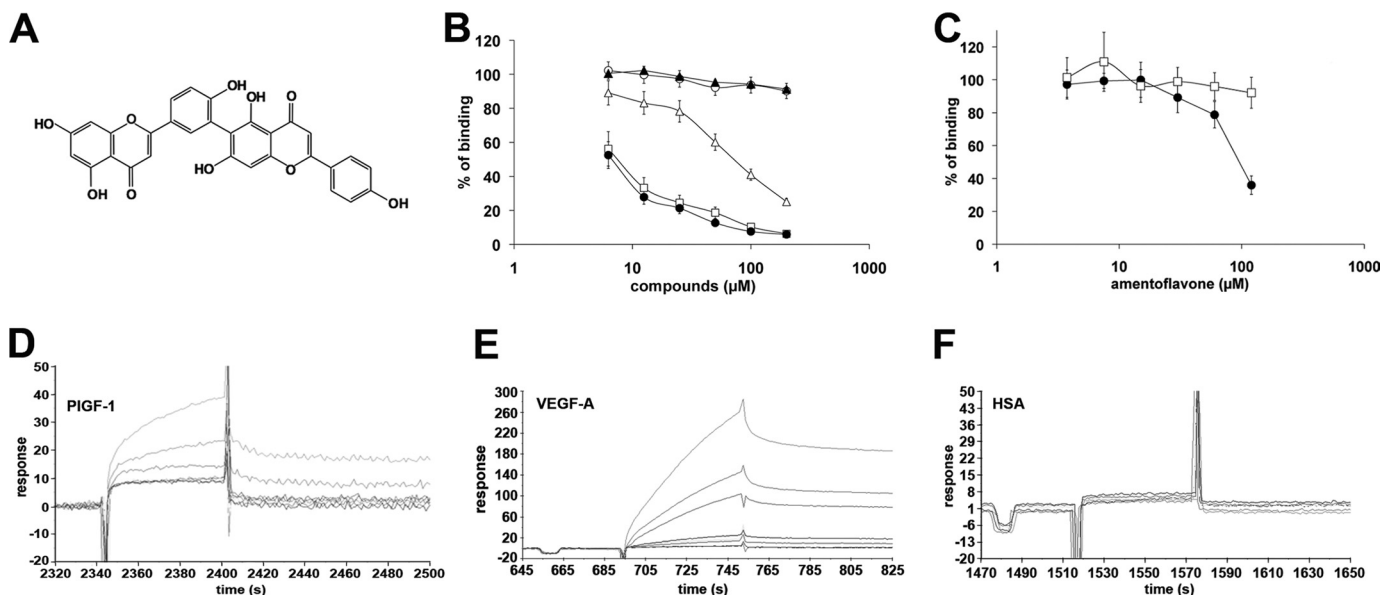 A
HO
O
OH
O
HO
OH
O
HO
O
OH
B
120
100
80
60
40
20
0
% of binding
1
10
100
1000
compounds (µM)
C
120
100
80
60
40
20
0
% of binding
1
10
100
1000
amentoflavone (µM)
D
PlGF-1
50
40
30
20
10
0
-10
-20
response
2320 2340 2360 2380 2400 2420 2440 2460 2480 2500
time (s)
E
VEGF-A
300
260
220
180
140
100
60
20
-20
response
645 665 685 705 725 745 765 785 805 825
time (s)
F
HSA
50
43
36
29
22
15
8
1
-6
-13
-20
response
1470 1490 1510 1530 1550 1570 1590 1610 1630 1650
time (s)